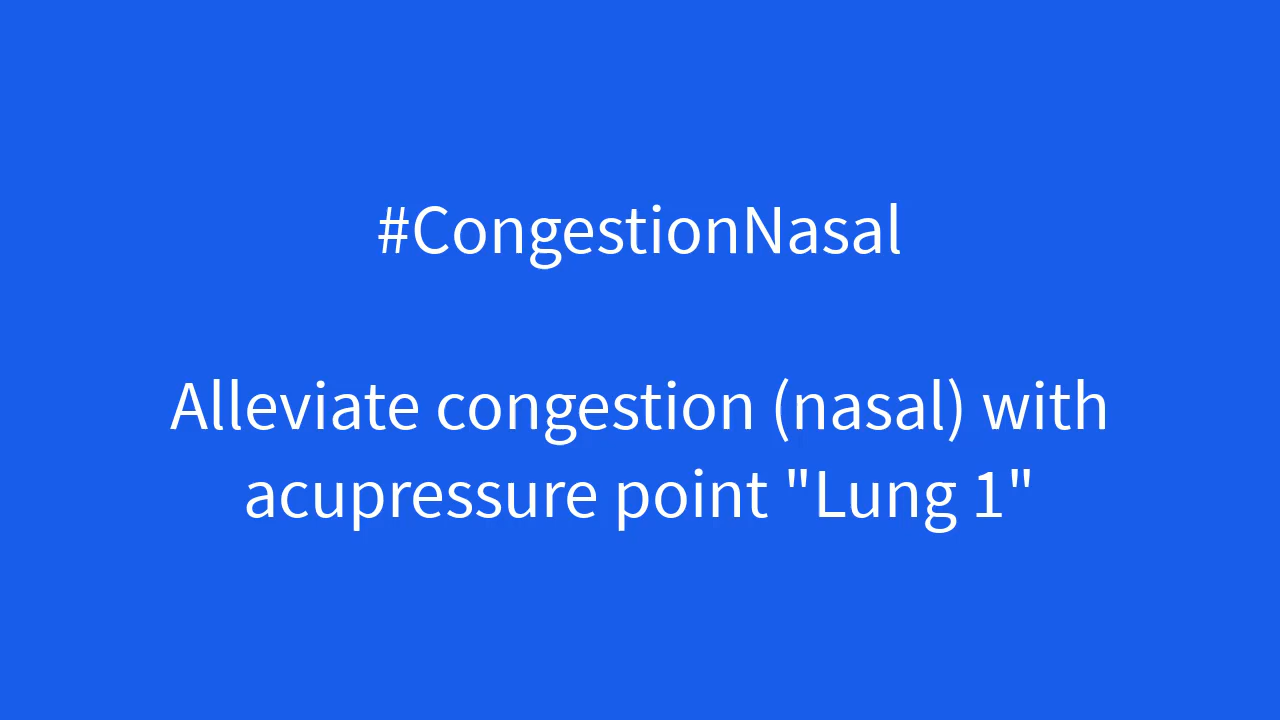 #CongestionNasal
Alleviate congestion (nasal) with
acupressure point "Lung 1"